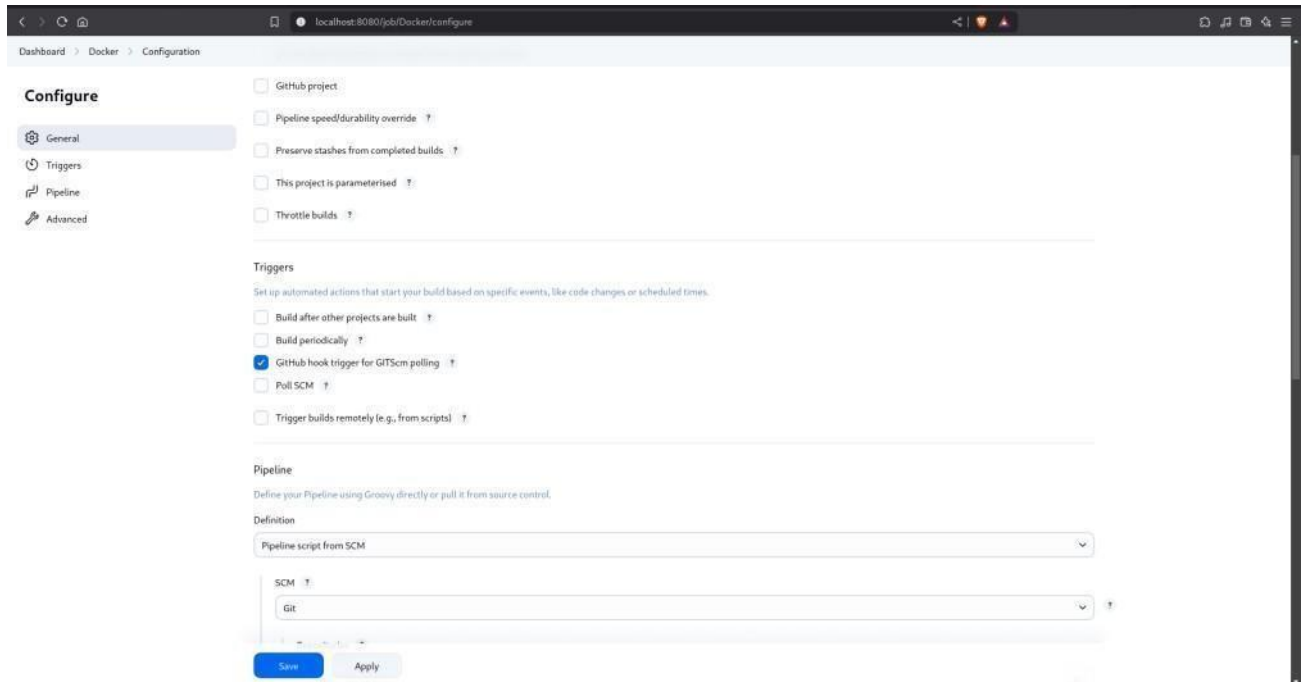 localhost:8080/job/Docker/configure
Dashboard > Docker > Configuration
Configure
General
Triggers
Pipeline
Advanced
GitHub project
Pipeline speed/durability override ?
Preserve stashes from completed builds ?
This project is parameterised ?
Throttle builds ?
Triggers
Set up automated actions that start your build based on specific events, like code changes or scheduled times.
Build after other projects are built ?
Build periodically ?
GitHub hook trigger for GITScm polling ?
Poll SCM ?
Trigger builds remotely (e.g., from scripts) ?
Pipeline
Define your Pipeline using Groovy directly or pull it from source control.
Definition
Pipeline script from SCM
SCM ?
Git
?
Save
Apply